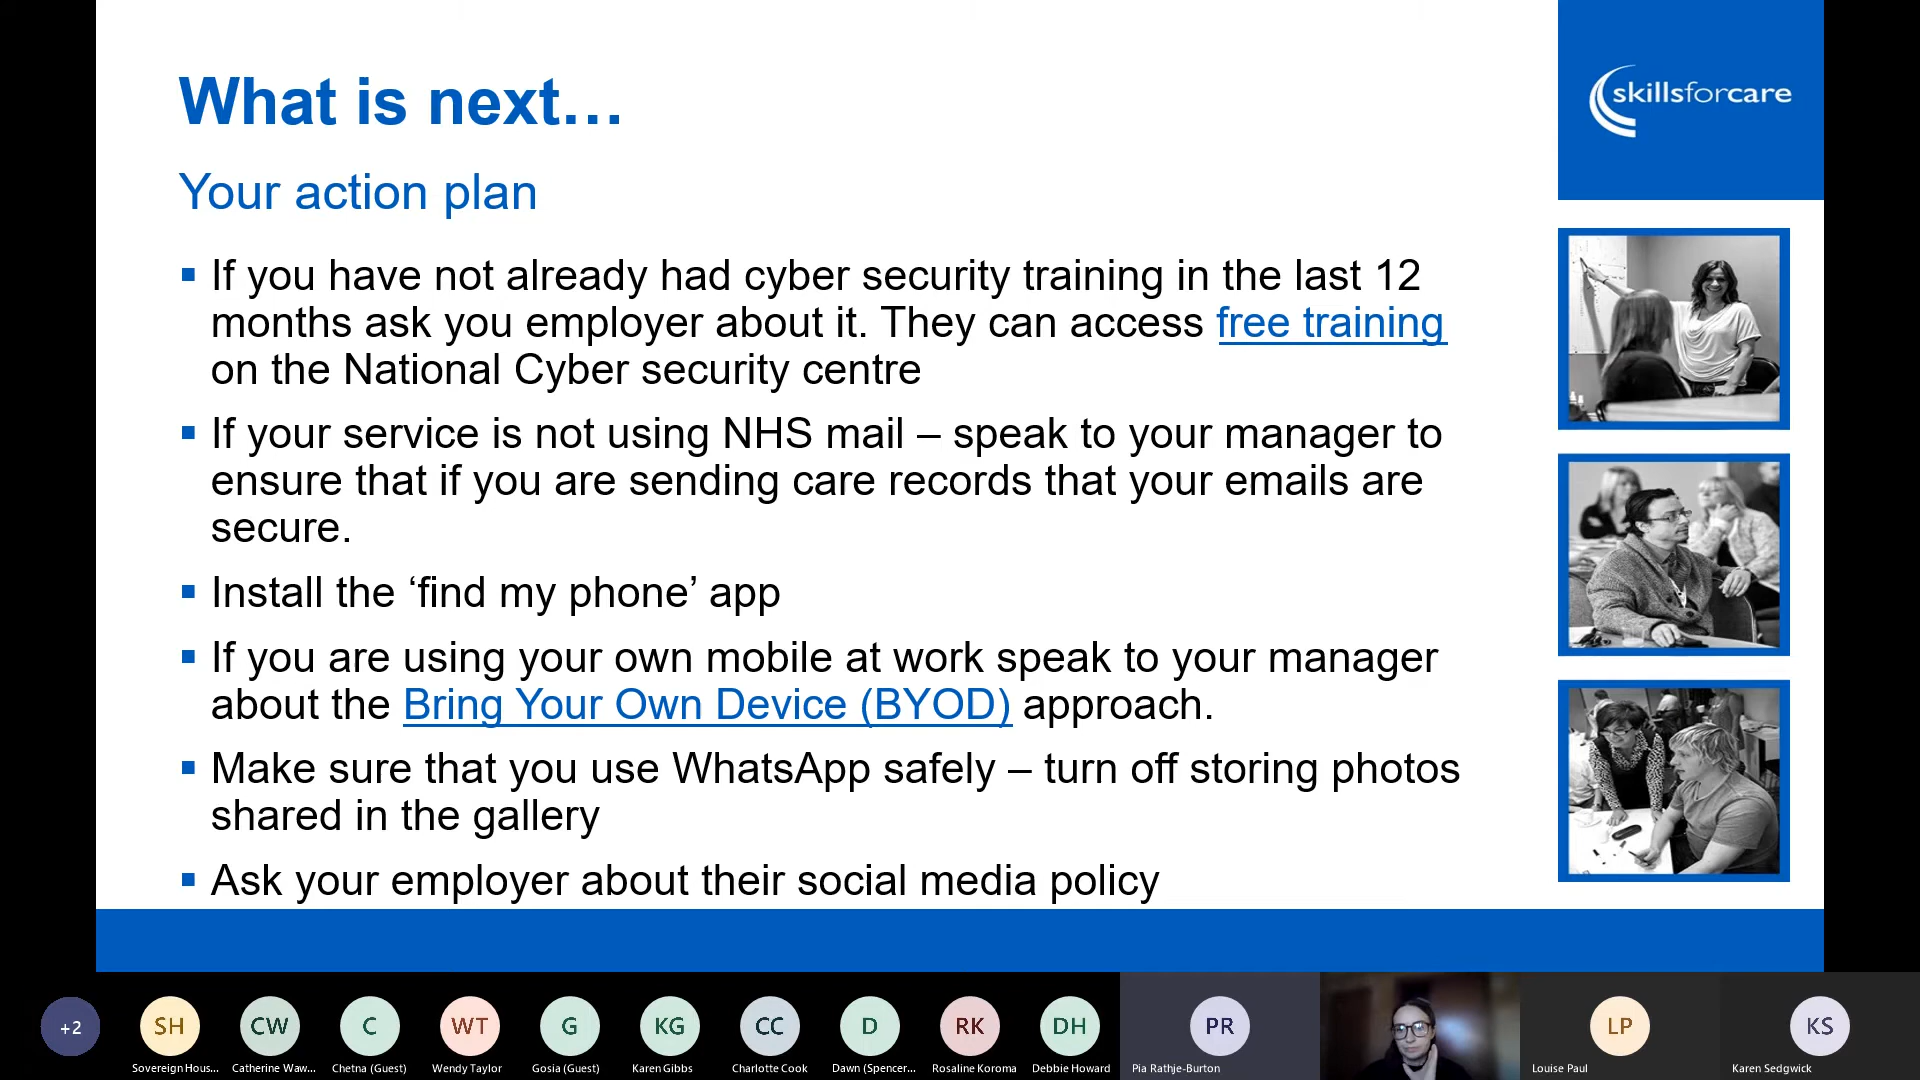 What is next…
skillsforcare
Your action plan
▪ If you have not already had cyber security training in the last 12
months ask you employer about it. They can access free training
on the National Cyber security centre
▪ If your service is not using NHS mail – speak to your manager to
ensure that if you are sending care records that your emails are
secure.
▪ Install the ‘find my phone’ app
▪ If you are using your own mobile at work speak to your manager
about the Bring Your Own Device (BYOD) approach.
▪ Make sure that you use WhatsApp safely – turn off storing photos
shared in the gallery
▪ Ask your employer about their social media policy
+2 SH CW C WT G KG CC D RK DH PR LP KS
Sovereign Hous... Catherine Waw... Chetna (Guest) Wendy Taylor Gosia (Guest) Karen Gibbs Charlotte Cook Dawn (Spencer... Rosaline Koroma Debbie Howard Pia Rathje-Burton Louise Paul Karen Sedgwick